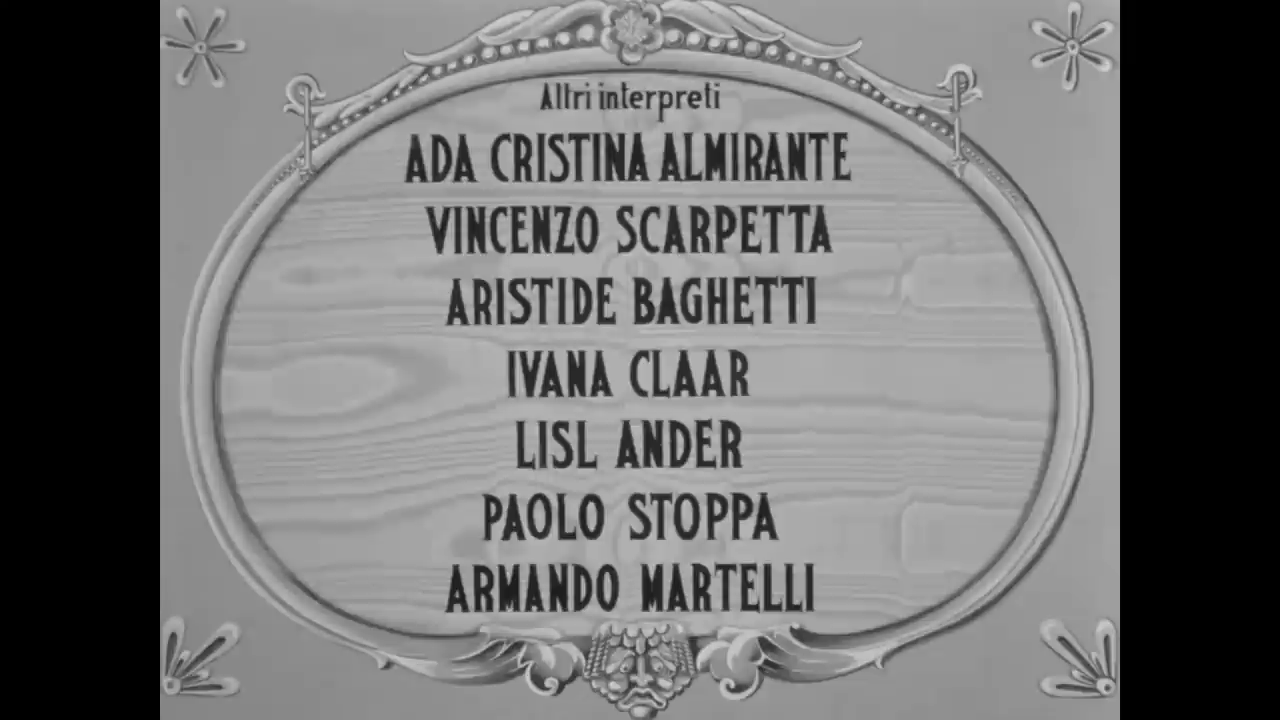 Altri interpreti
ADA CRISTINA ALMIRANTE
VINCENZO SCARPETTA
ARISTIDE BAGHETTI
IVANA CLAAR
LISL ANDER
PAOLO STOPPA
ARMANDO MARTELLI